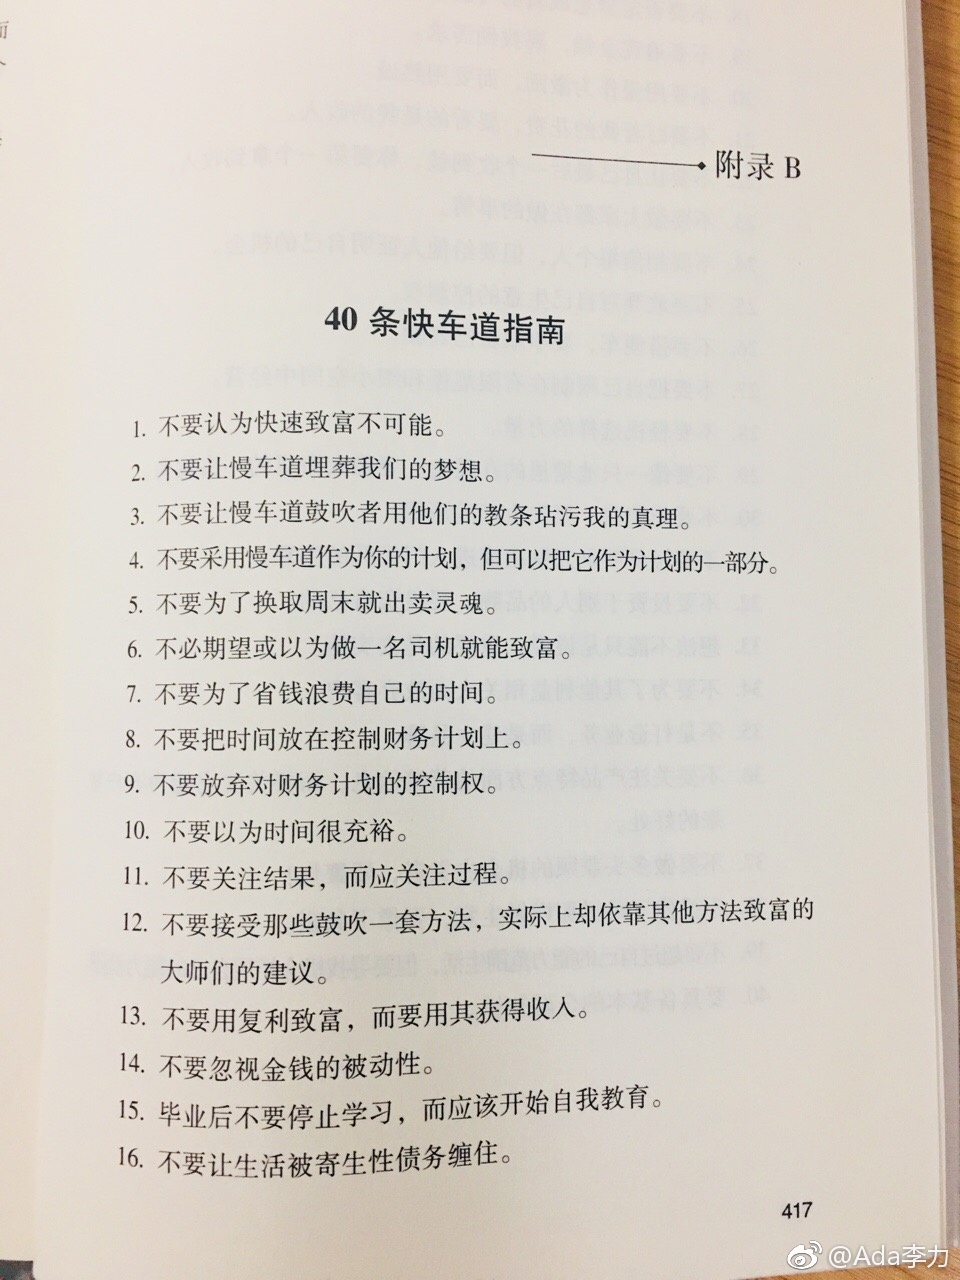 附录 B
40 条快车道指南
1. 不要认为快速致富不可能。
2. 不要让慢车道埋葬我们的梦想。
3. 不要让慢车道鼓吹者用他们的教条玷污我的真理。
4. 不要采用慢车道作为你的计划，但可以把它作为计划的一部分。
5. 不要为了换取周末就出卖灵魂。
6. 不必期望或以为做一名司机就能致富。
7. 不要为了省钱浪费自己的时间。
8. 不要把时间放在控制财务计划上。
9. 不要放弃对财务计划的控制权。
10. 不要以为时间很充裕。
11. 不要关注结果，而应关注过程。
12. 不要接受那些鼓吹一套方法，实际上却依靠其他方法致富的
大师们的建议。
13. 不要用复利致富，而要用其获得收入。
14. 不要忽视金钱的被动性。
15. 毕业后不要停止学习，而应该开始自我教育。
16. 不要让生活被寄生性债务缠住。
417
@Ada李力